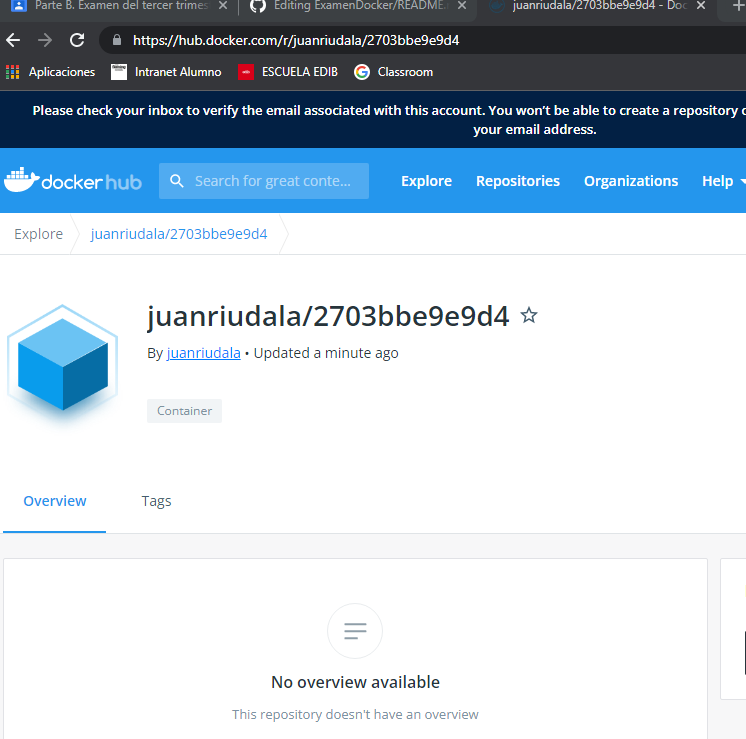 Parte B. Examen del tercer trimes
Editing ExamenDocker/README
juanriudala/2703bbe9e9d4 - Doc
https://hub.docker.com/r/juanriudala/2703bbe9e9d4
Aplicaciones
Intranet Alumno
ESCUELA EDIB
Classroom
Please check your inbox to verify the email associated with this account. You won't be able to create a repository
your email address.
docker hub
Search for great conte...
Explore
Repositories
Organizations
Help
Explore
juanriudala/2703bbe9e9d4
juanriudala/2703bbe9e9d4
By juanriudala • Updated a minute ago
Container
Overview
Tags
No overview available
This repository doesn't have an overview